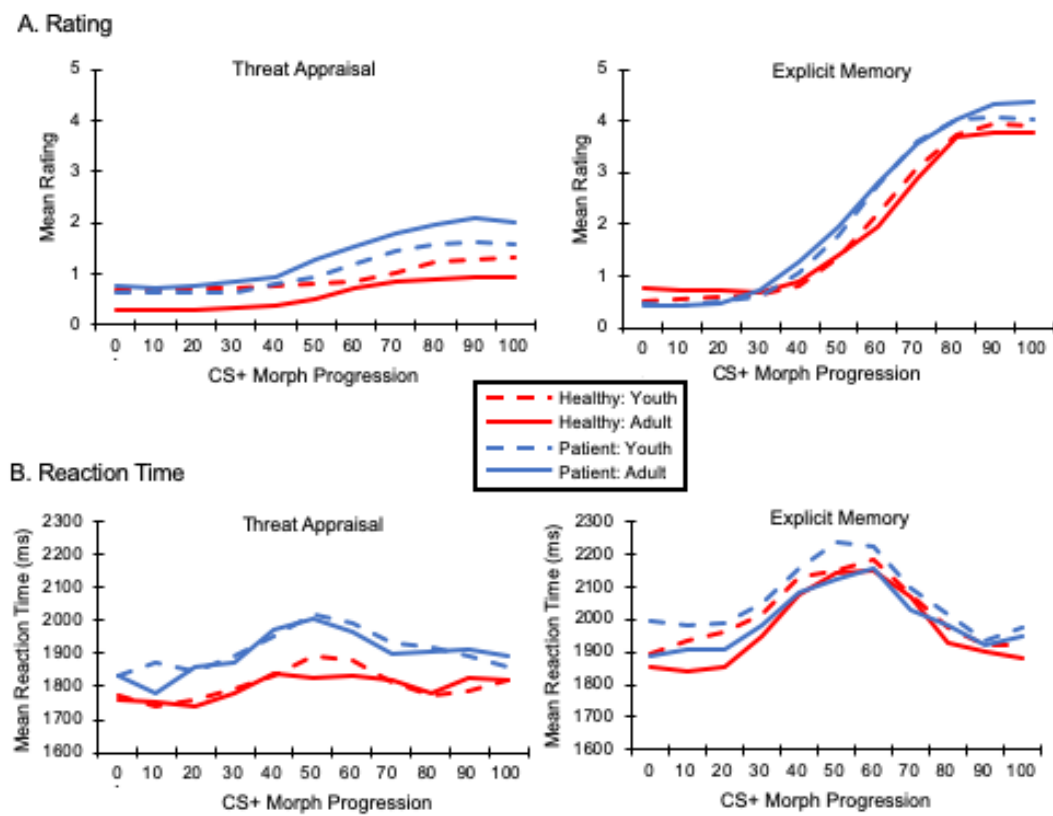 A. Rating
Threat Appraisal
Mean Rating
5
4
3
2
1
0
0 10 20 30 40 50 60 70 80 90 100
CS+ Morph Progression
Explicit Memory
Mean Rating
5
4
3
2
1
0
0 10 20 30 40 50 60 70 80 90 100
CS+ Morph Progression
Healthy: Youth
Healthy: Adult
Patient: Youth
Patient: Adult
B. Reaction Time
Threat Appraisal
Mean Reaction Time (ms)
2300
2200
2100
2000
1900
1800
1700
1600
0 10 20 30 40 50 60 70 80 90 100
CS+ Morph Progression
Explicit Memory
Mean Reaction Time (ms)
2300
2200
2100
2000
1900
1800
1700
1600
0 10 20 30 40 50 60 70 80 90 100
CS+ Morph Progression